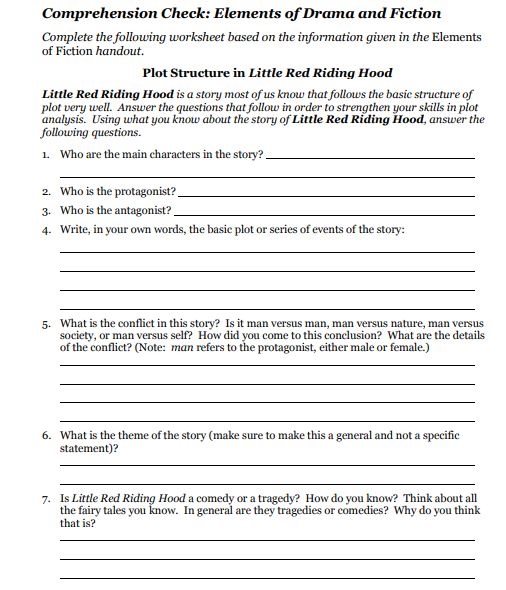 Comprehension Check: Elements of Drama and Fiction
Complete the following worksheet based on the information given in the Elements
of Fiction handout.
Plot Structure in Little Red Riding Hood
Little Red Riding Hood is a story most of us know that follows the basic structure of
plot very well. Answer the questions that follow in order to strengthen your skills in plot
analysis. Using what you know about the story of Little Red Riding Hood, answer the
following questions.
1. Who are the main characters in the story?
2. Who is the protagonist?
3. Who is the antagonist?
4. Write, in your own words, the basic plot or series of events of the story:
5. What is the conflict in this story? Is it man versus man, man versus nature, man versus
society, or man versus self? How did you come to this conclusion? What are the details
of the conflict? (Note: man refers to the protagonist, either male or female.)
6. What is the theme of the story (make sure to make this a general and not a specific
statement)?
7. Is Little Red Riding Hood a comedy or a tragedy? How do you know? Think about all
the fairy tales you know. In general are they tragedies or comedies? Why do you think
that is?